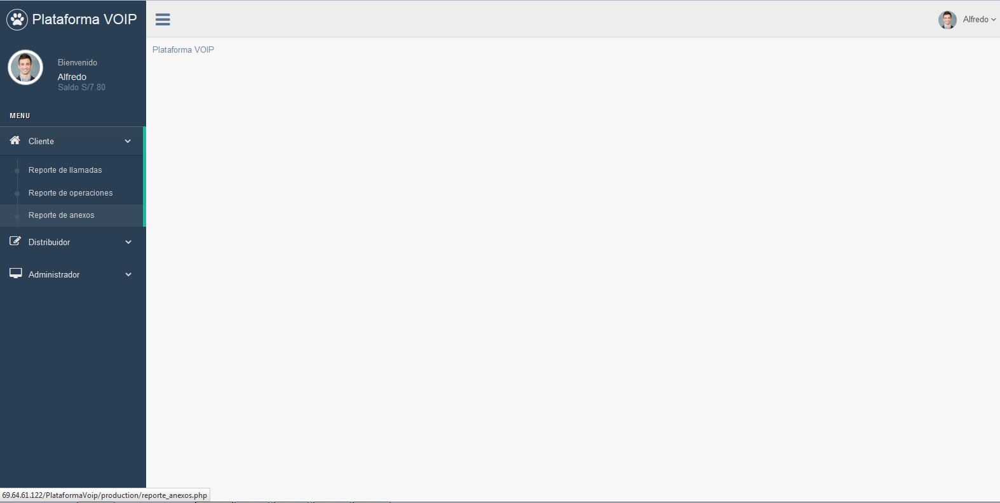 Plataforma VOIP
Alfredo
Plataforma VOIP
Bienvenido
Alfredo
Saldo S/7.80
MENU
Cliente
Reporte de llamadas
Reporte de operaciones
Reporte de anexos
Distribuidor
Administrador
69.64.61.122/PlataformaVoip/production/reporte_anexos.php